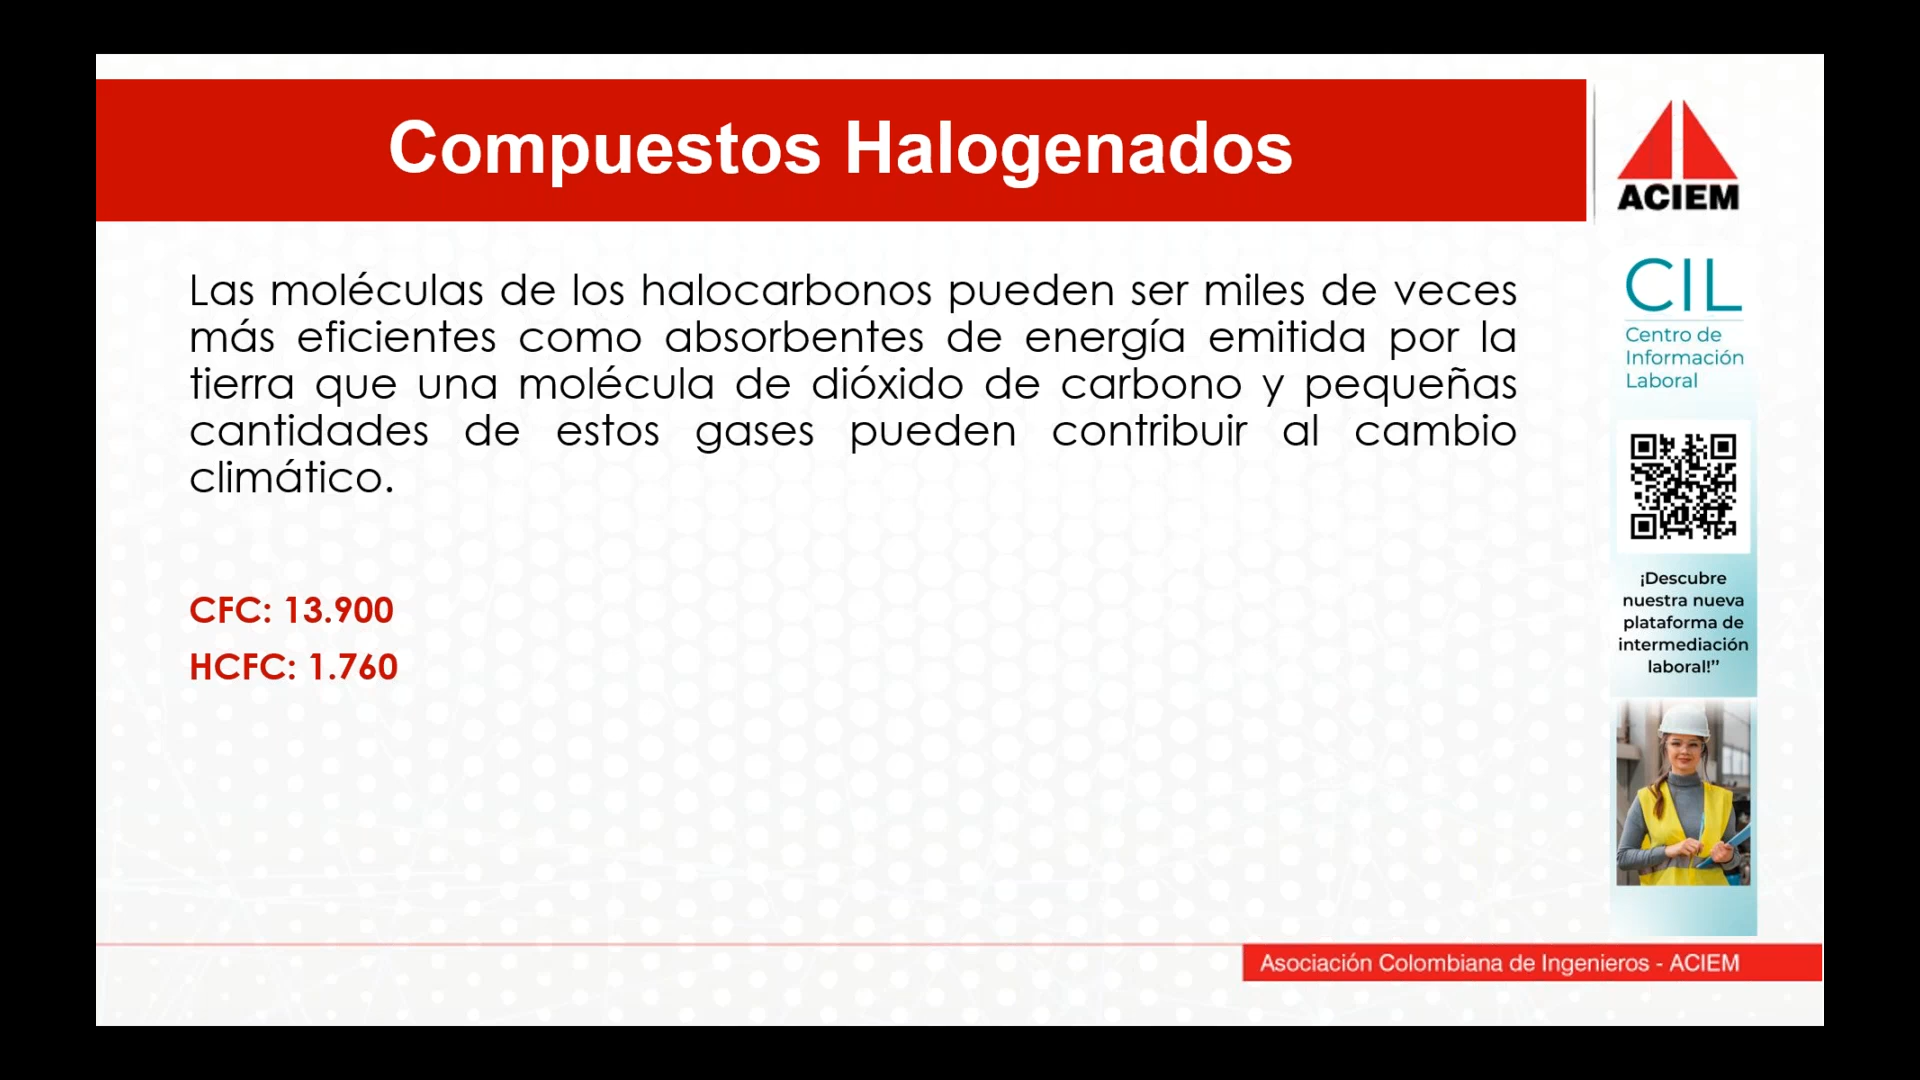 Compuestos Halogenados
ACIEM
Las moléculas de los halocarbonos pueden ser miles de veces
más eficientes como absorbentes de energía emitida por la
tierra que una molécula de dióxido de carbono y pequeñas
cantidades de estos gases pueden contribuir al cambio
climático.
CFC: 13.900
HCFC: 1.760
CIL
Centro de
Información
Laboral
¡Descubre
nuestra nueva
plataforma de
intermediación
laboral!”
Asociación Colombiana de Ingenieros - ACIEM